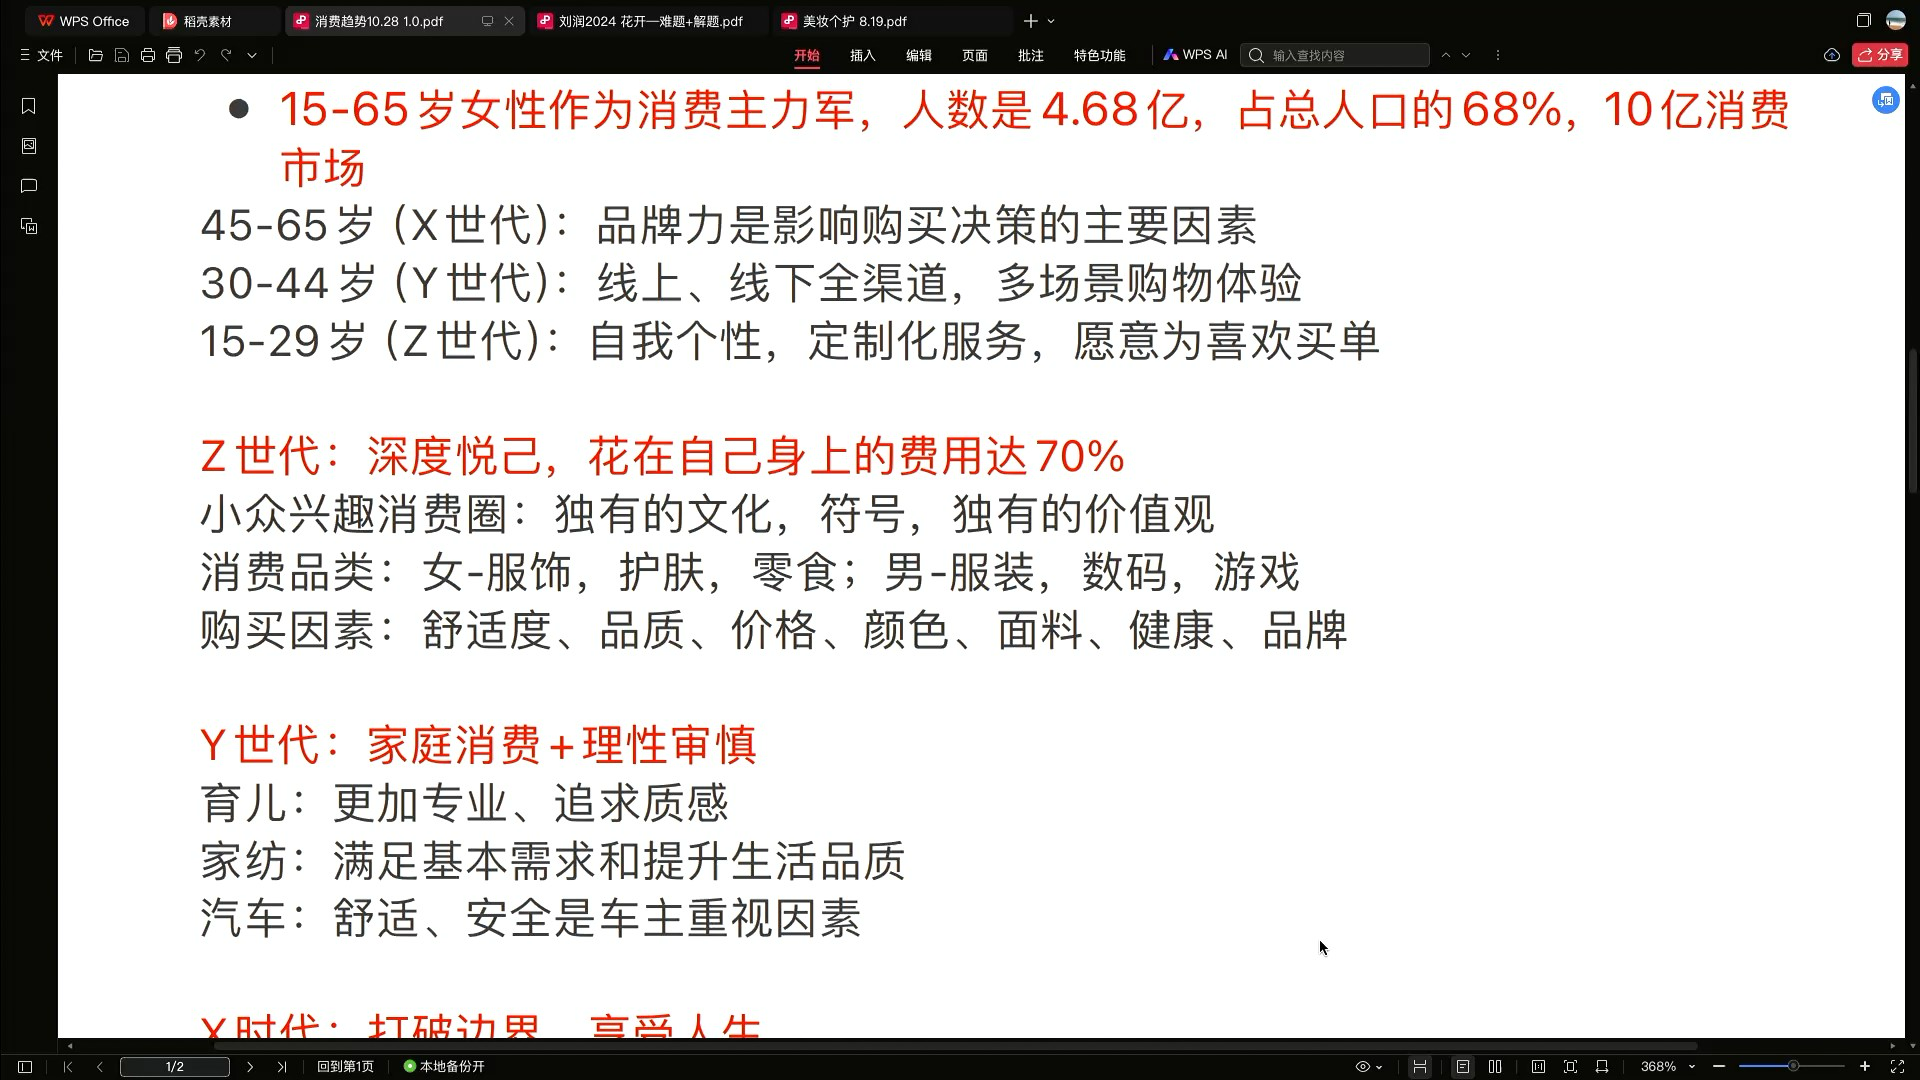 WPS Office
稻壳素材
消费趋势10.28 1.0.pdf
刘润2024 花开—难题+解题.pdf
美妆个护 8.19.pdf
文件
开始
插入
编辑
页面
批注
特色功能
WPS AI
输入查找内容
分享
15-65岁女性作为消费主力军，人数是4.68亿，占总人口的68%，10亿消费
市场
45-65岁（X世代）：品牌力是影响购买决策的主要因素
30-44岁（Y世代）：线上、线下全渠道，多场景购物体验
15-29岁（Z世代）：自我个性，定制化服务，愿意为喜欢买单
Z世代：深度悦己，花在自己身上的费用达70%
小众兴趣消费圈：独有的文化，符号，独有的价值观
消费品类：女-服饰，护肤，零食；男-服装，数码，游戏
购买因素：舒适度、品质、价格、颜色、面料、健康、品牌
Y世代：家庭消费+理性审慎
育儿：更加专业、追求质感
家纺：满足基本需求和提升生活品质
汽车：舒适、安全是车主重视因素
X时代：打破边界，享受人生
1/2
回到第1页
本地备份开
368%